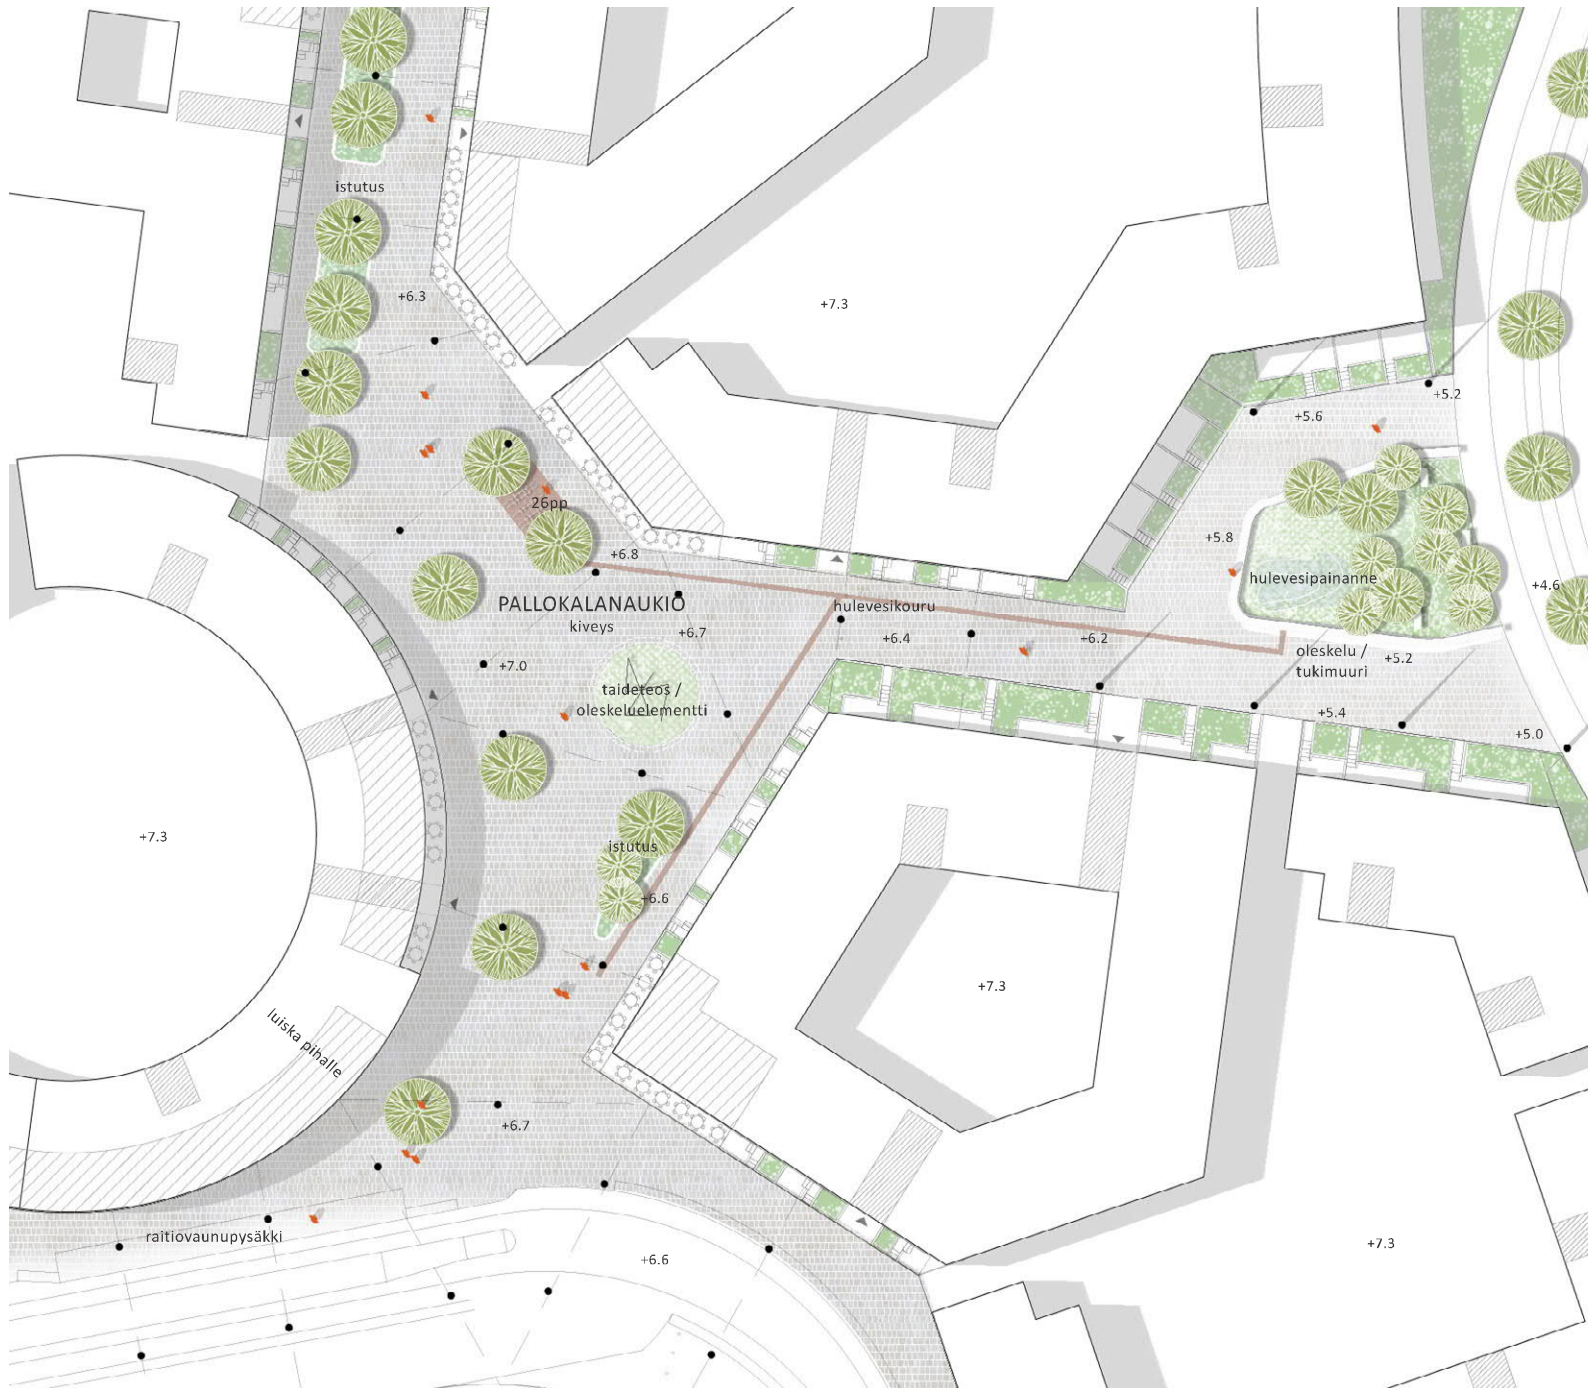 istutus
+6.3
+7.3
+5.2
+5.6
26pp
+6.8
+5.8
hulevesipainanne
+4.6
PALLOKALANAUKIO
kiveys
hulevesikouru
+6.7
+6.4
+6.2
oleskelu /
tukimuuri
+5.2
+7.0
taideteos /
oleskeluelementti
+5.4
+5.0
+7.3
istutus
+6.6
+7.3
luiska pihalle
+6.7
raitiovaunupysäkki
+6.6
+7.3